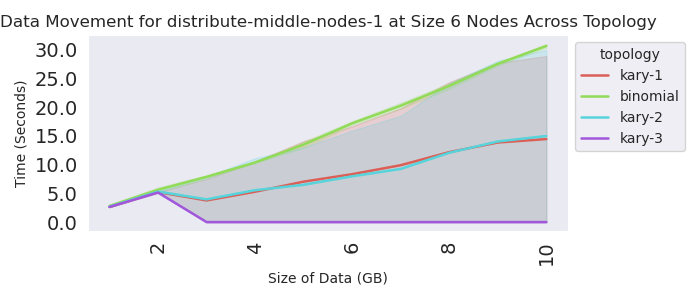 Data Movement for distribute-middle-nodes-1 at Size 6 Nodes Across Topology
30.0
25.0
20.0
15.0
10.0
5.0
0.0
Time (Seconds)
2
4
6
8
10
Size of Data (GB)
topology
kary-1
binomial
kary-2
kary-3